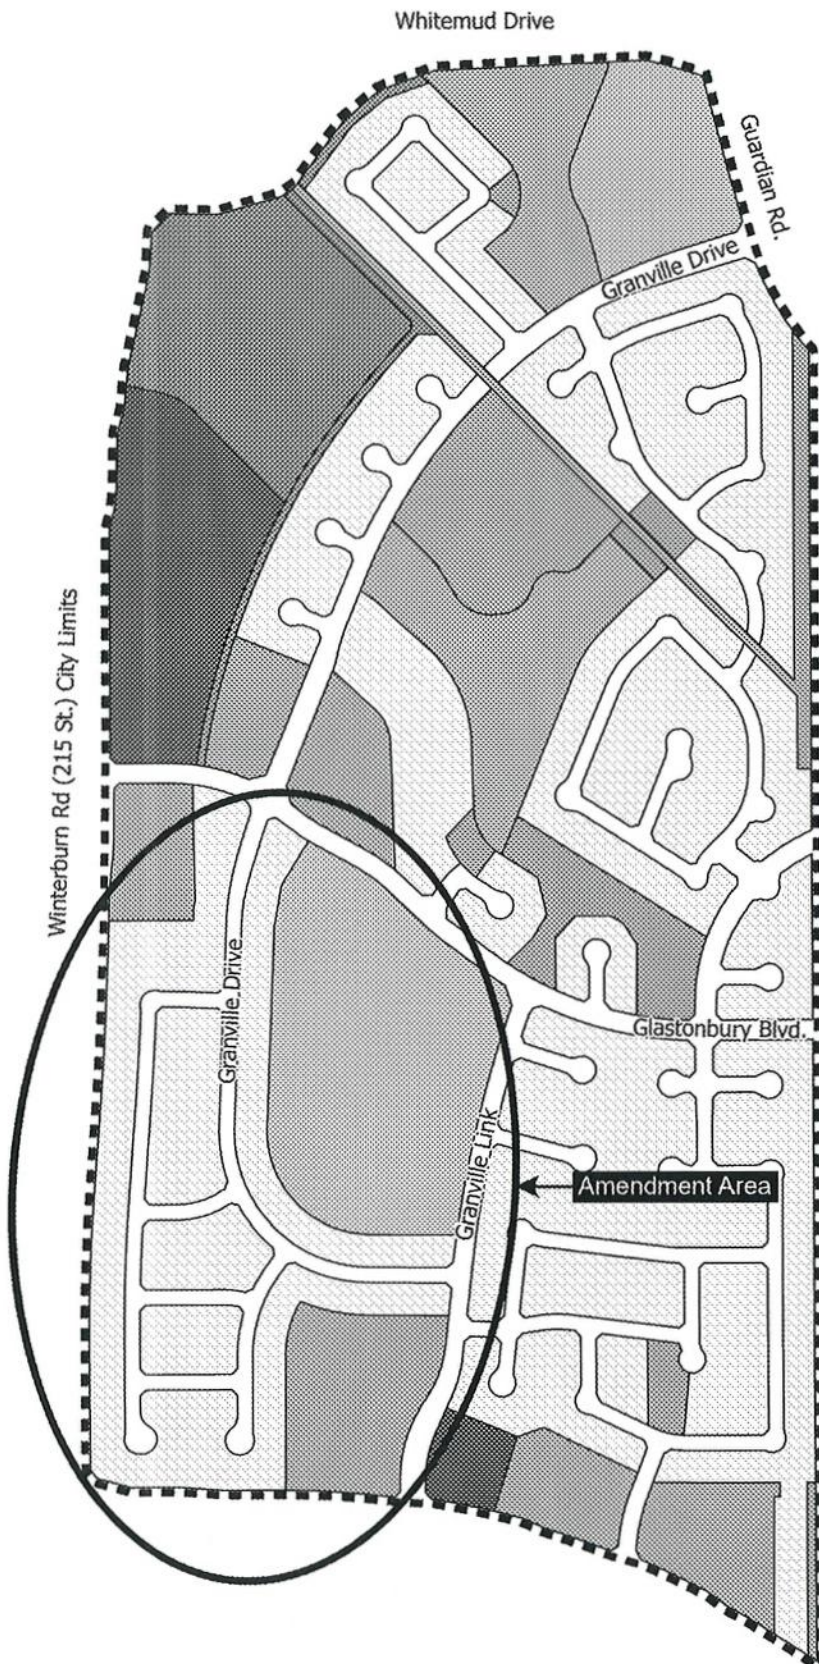 Whitemud Drive
Guardian Rd.
Granville Drive
Winterburn Rd (215 St.) City Limits
Granville Drive
Glastonbury Blvd.
Granville Link
Amendment Area